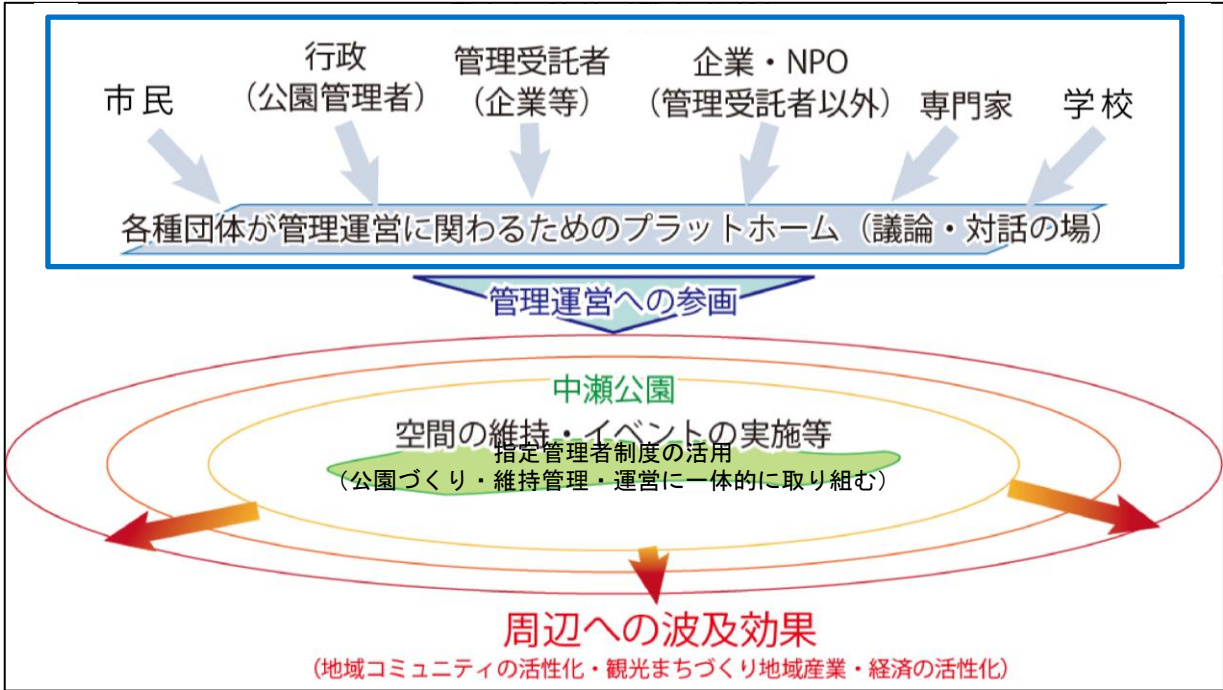 市民
行政
（公園管理者）
管理受託者
（企業等）
企業・NPO
（管理受託者以外）
専門家
学校
各種団体が管理運営に関わるためのプラットホーム（議論・対話の場）
管理運営への参画
中瀬公園
空間の維持・イベントの実施等
指定管理者制度の活用
（公園づくり・維持管理・運営に一体的に取り組む）
周辺への波及効果
（地域コミュニティの活性化・観光まちづくり地域産業・経済の活性化）